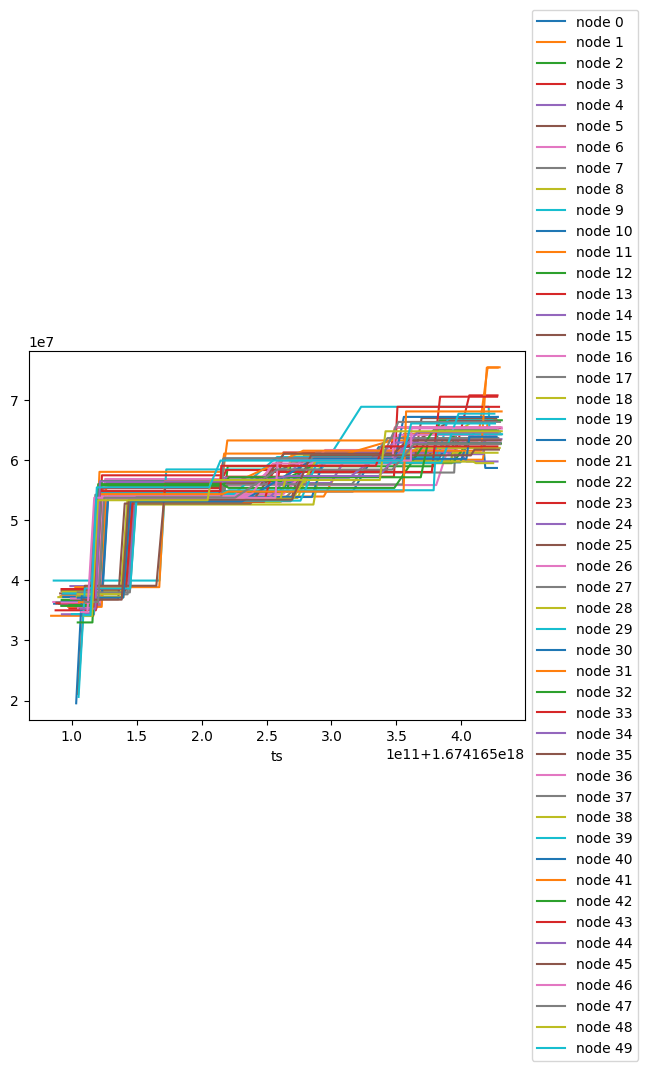 1e7
7
6
5
4
3
2
1.0 1.5 2.0 2.5 3.0 3.5 4.0
ts
1e11+1.674165e18
node 0
node 1
node 2
node 3
node 4
node 5
node 6
node 7
node 8
node 9
node 10
node 11
node 12
node 13
node 14
node 15
node 16
node 17
node 18
node 19
node 20
node 21
node 22
node 23
node 24
node 25
node 26
node 27
node 28
node 29
node 30
node 31
node 32
node 33
node 34
node 35
node 36
node 37
node 38
node 39
node 40
node 41
node 42
node 43
node 44
node 45
node 46
node 47
node 48
node 49